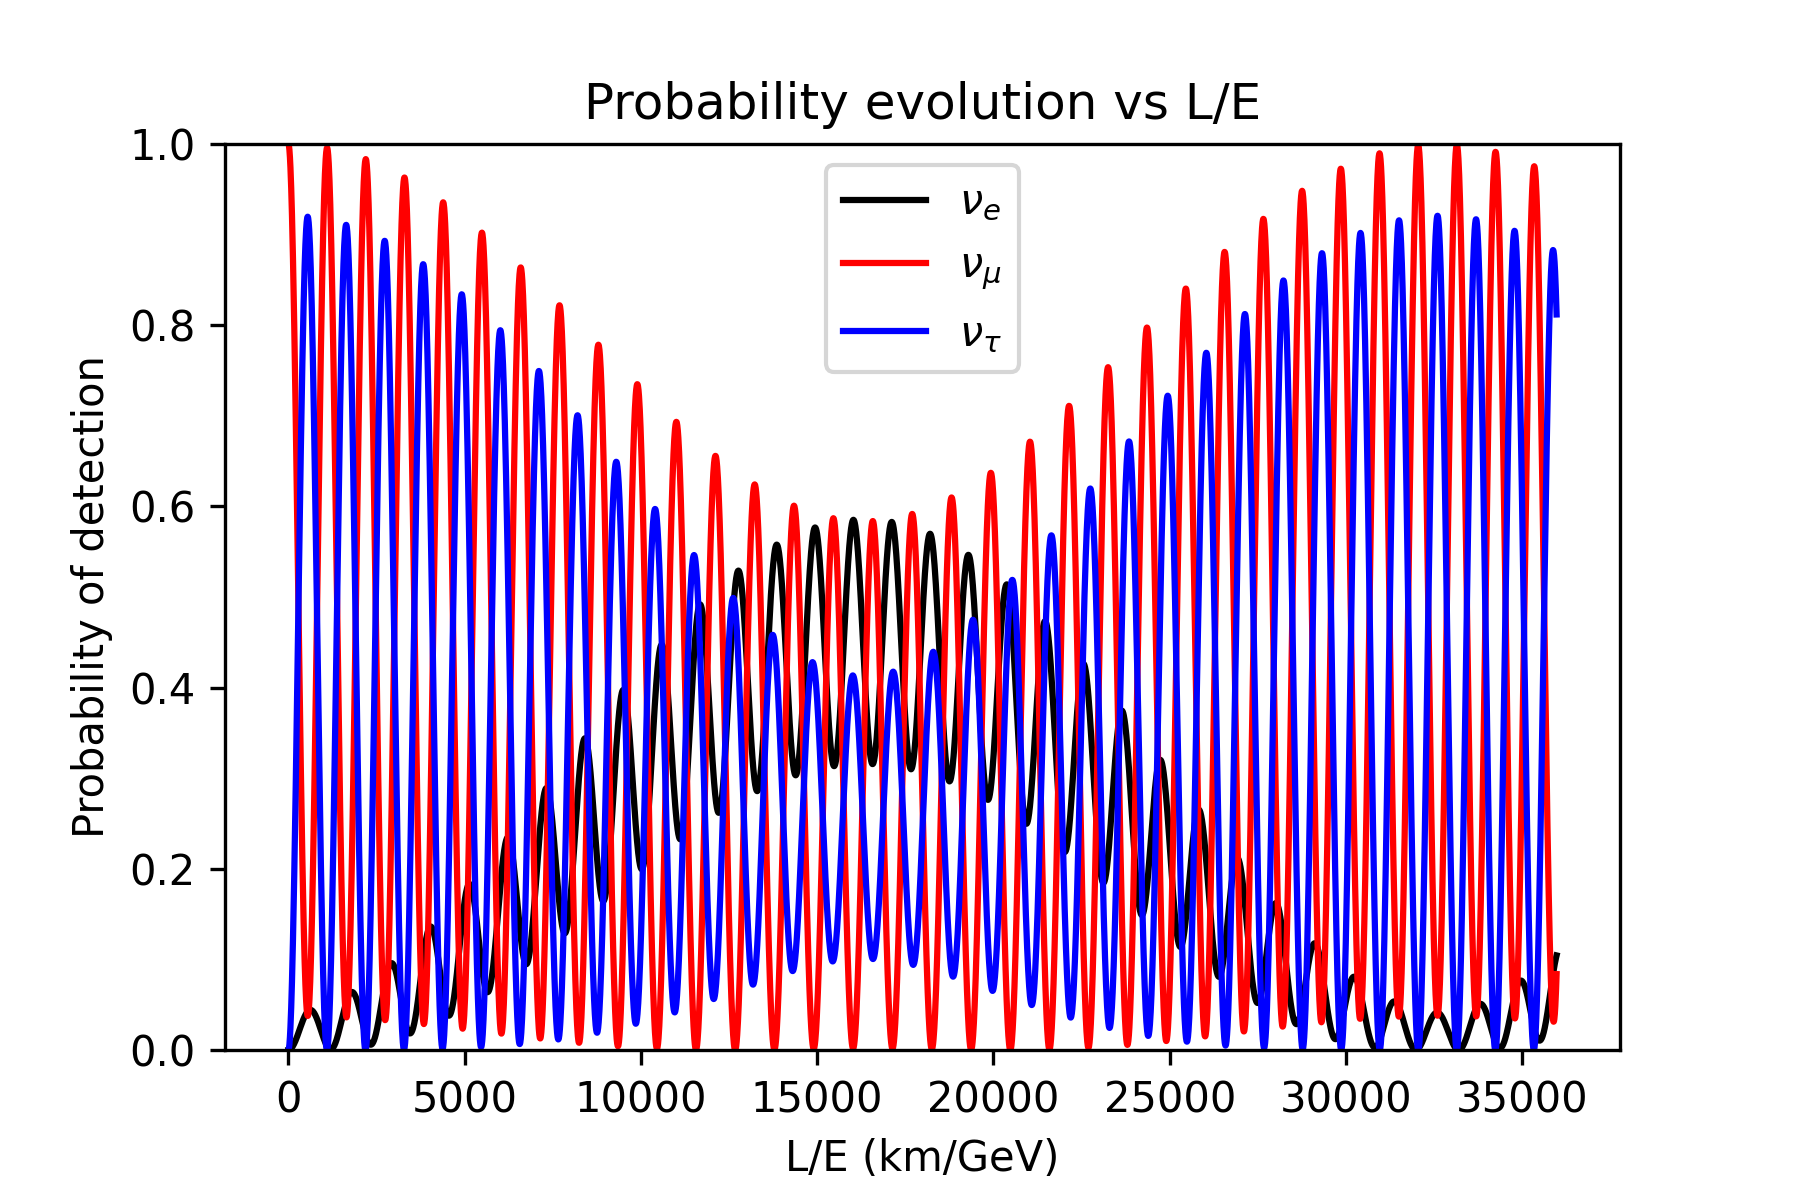 Probability evolution vs L/E
ν_e
ν_μ
ν_τ
Probability of detection
1.0
0.8
0.6
0.4
0.2
0.0
0 5000 10000 15000 20000 25000 30000 35000
L/E (km/GeV)